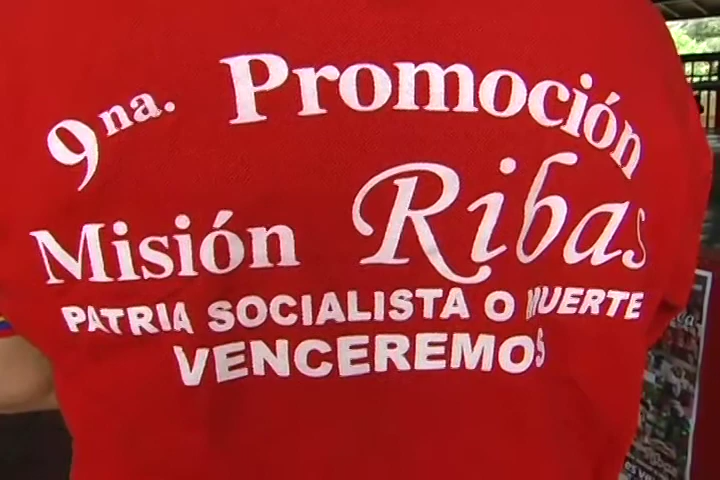 9na. Promoción
Misión Ribas
PATRIA SOCIALISTA O MUERTE
VENCEREMOS